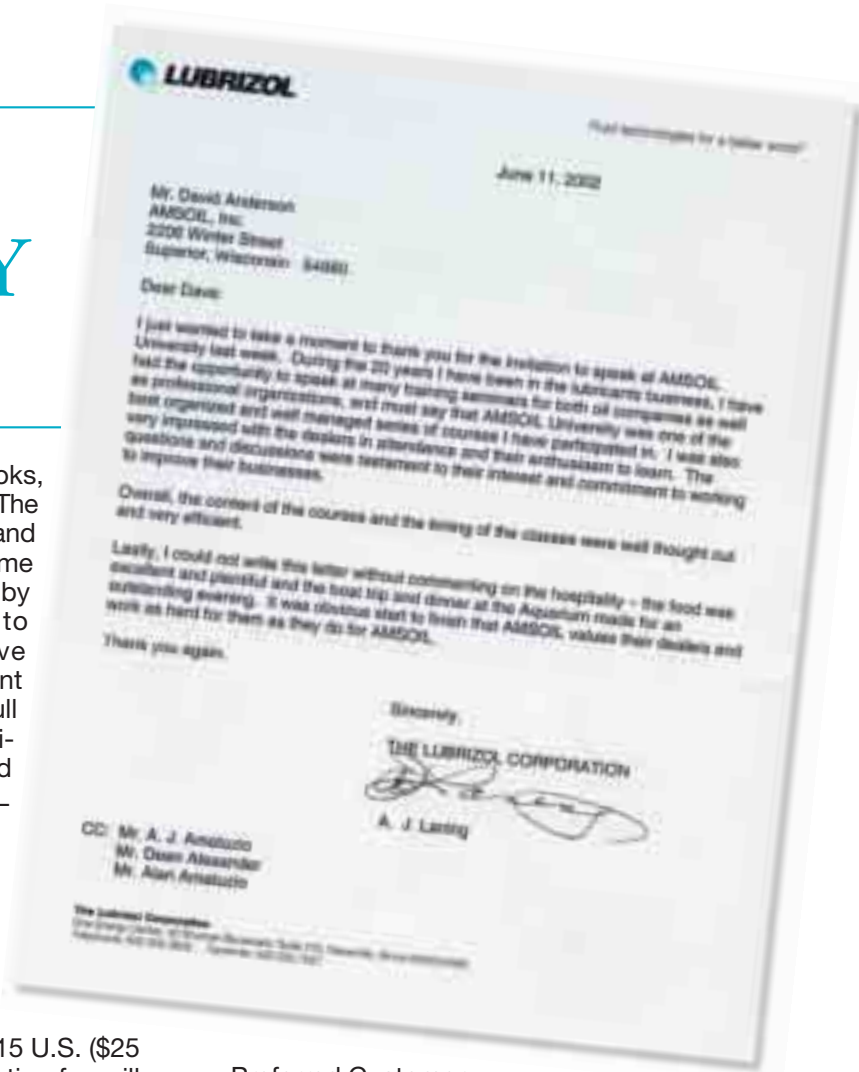 LUBRIZOL
Fluid technologies for a better world
June 11, 2002
Mr. David Anderson
AMSOIL, Inc.
2206 Winter Street
Superior, Wisconsin 54880
Dear Dave:
I just wanted to take a moment to thank you for the invitation to speak at AMSOIL
University last week. During the 20 years I have been in the lubricants business, I have
had the opportunity to speak at many training seminars for both oil companies as well
as professional organizations, and must say that AMSOIL University was one of the
best organized and well managed series of courses I have participated in. I was also
very impressed with the dealers in attendance and their enthusiasm to learn. The
questions and discussions were testament to their interest and commitment to working
to improve their businesses.
Overall, the content of the courses and the timing of the classes were well thought out
and very efficient.
Lastly, I could not write this letter without commenting on the hospitality – the food was
excellent and plentiful and the boat trip and dinner at the Aquarium made for an
outstanding evening. It was obvious start to finish that AMSOIL values their dealers and
work as hard for them as they do for AMSOIL.
Thank you again.
Sincerely,
THE LUBRIZOL CORPORATION
A. J. Laning
CC: Mr. A. J. Amatuzio
Mr. Dean Alexander
Mr. Alan Amatuzio
The Lubrizol Corporation
Y
oks,
The
and
me
by
to
ve
nt
ull
i-
d
–
15 U.S. ($25